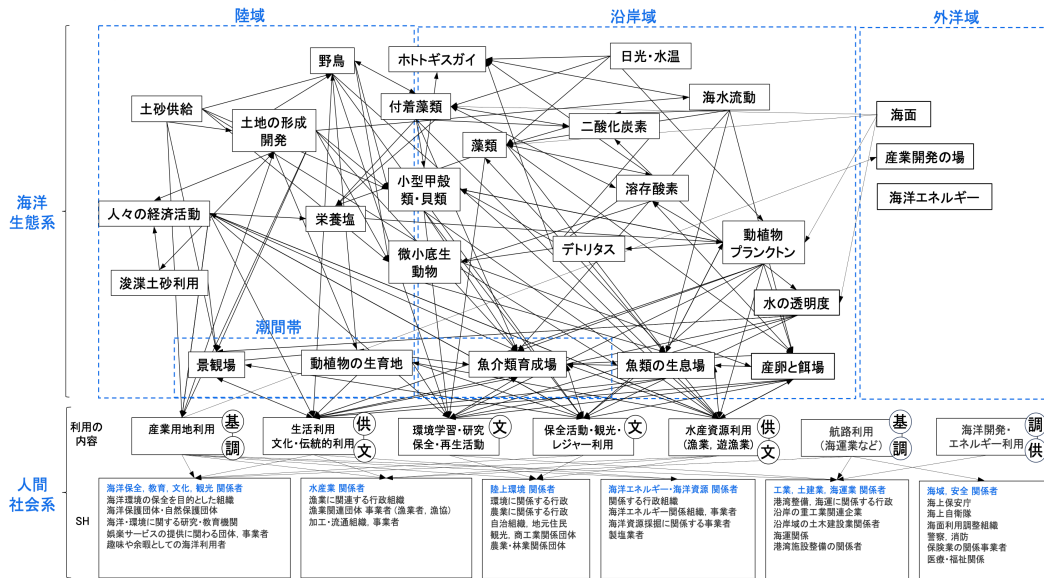 陸域
沿岸域
外洋域
海洋
生態系
野鳥
ホトトギスガイ
日光・水温
土砂供給
付着藻類
海水流動
土地の形成
開発
藻類
二酸化炭素
海面
産業開発の場
小型甲殻
類・貝類
溶存酸素
海洋エネルギー
人々の経済活動
栄養塩
微小底生
動物
デトリタス
動植物
プランクトン
浚渫土砂利用
水の透明度
潮間帯
景観場
動植物の生育地
魚介類育成場
魚類の生息場
産卵と餌場
人間
社会系
利用の
内容
産業用地利用
基
調
生活利用
文化・伝統的利用
供
文
環境学習・研究
保全・再生活動
文
保全活動・観光・
レジャー利用
文
水産資源利用
(漁業, 遊漁業)
供
文
航路利用
(海運業など)
基
調
海洋開発・
エネルギー利用
調
供
SH
海洋保全, 教育, 文化, 観光 関係者
海洋環境の保全を目的とした組織
海洋保護団体・自然保護団体
海洋・環境に関する研究・教育機関
娯楽サービスの提供に関わる団体, 事業者
趣味や余暇としての海洋利用者
水産業 関係者
漁業に関連する行政組織
漁業関連団体 事業者 (漁業者, 漁協)
加工・流通組織, 事業者
陸上環境 関係者
環境に関係する行政
農業に関係する行政
自治組織, 地元住民
観光, 商工業関係団体
農業・林業関係団体
海洋エネルギー・海洋資源 関係者
関係する行政組織
海洋エネルギー関係組織, 事業者
海洋資源採掘に関係する事業者
製塩業者
工業, 土建業, 海運業 関係者
港湾整備, 海運に関係する行政
沿岸の重工業関連企業
沿岸域の土木建設業関係者
海運関係
港湾施設整備の関係者
海域, 安全 関係者
海上保安庁
海上自衛隊
海面利用調整組織
警察, 消防
保険業の関係事業者
医療・福祉関係